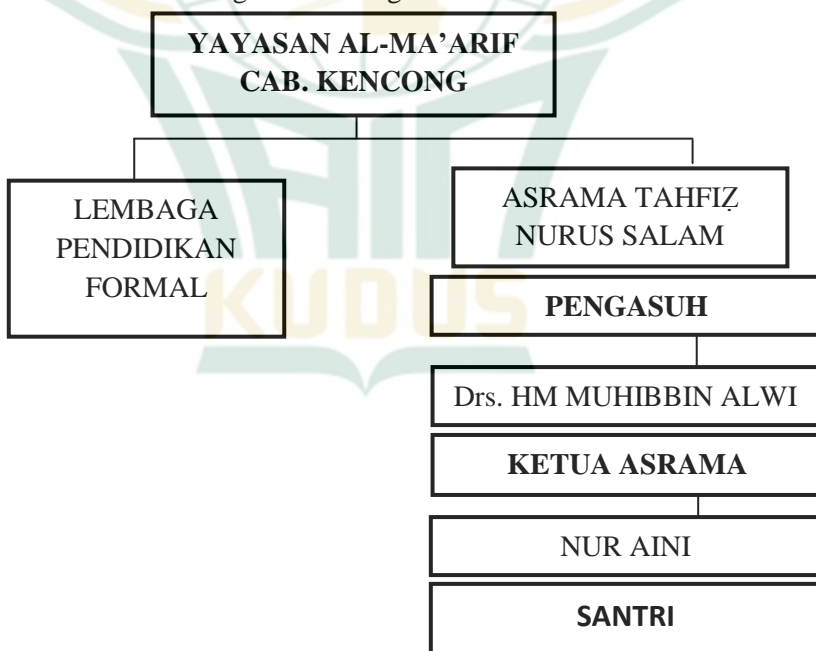 YAYASAN AL-MA’ARIF
CAB. KENCONG
LEMBAGA
PENDIDIKAN
FORMAL
ASRAMA TAHFIẒ
NURUS SALAM
PENGASUH
Drs. HM MUHIBBIN ALWI
KETUA ASRAMA
NUR AINI
SANTRI
KUDUS